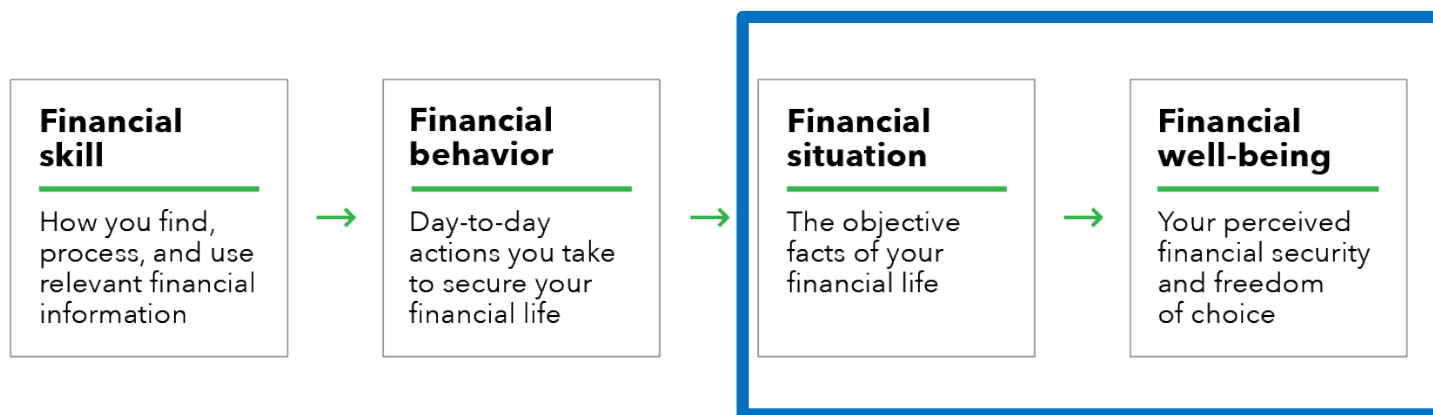 Financial
skill
How you find,
process, and use
relevant financial
information
→
Financial
behavior
Day-to-day
actions you take
to secure your
financial life
→
Financial
situation
The objective
facts of your
financial life
→
Financial
well-being
Your perceived
financial security
and freedom
of choice